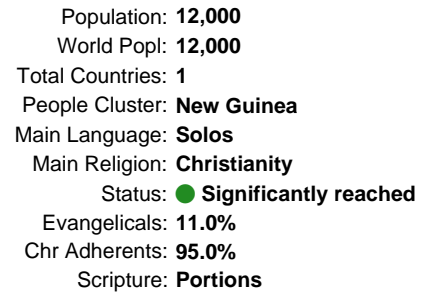 Population: 12,000
World Popl: 12,000
Total Countries: 1
People Cluster: New Guinea
Main Language: Solos
Main Religion: Christianity
Status: Significantly reached
Evangelicals: 11.0%
Chr Adherents: 95.0%
Scripture: Portions